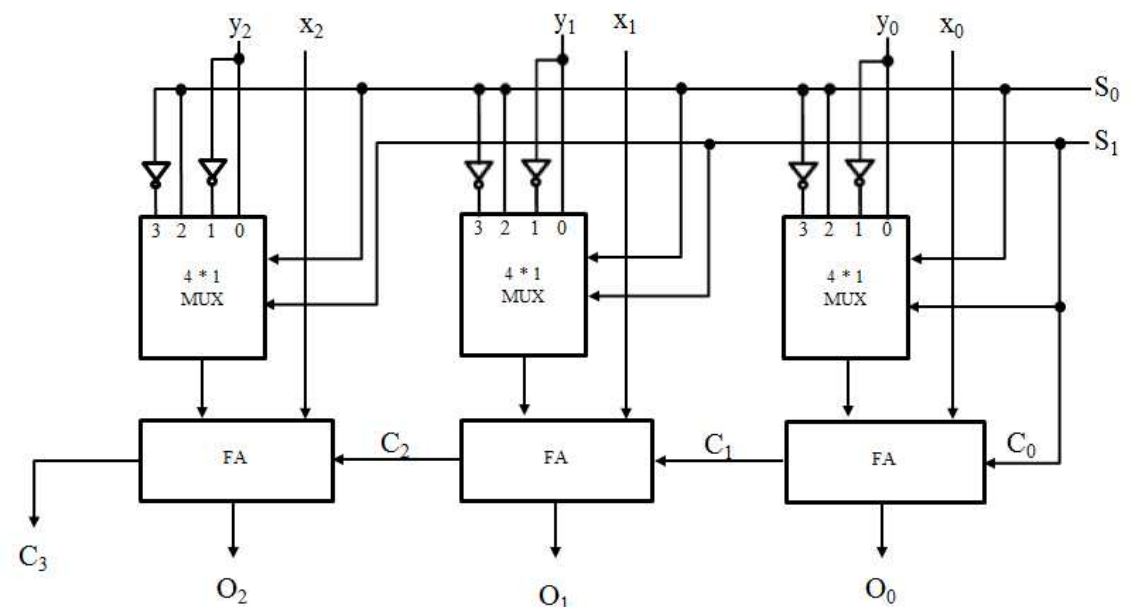 y₂ x₂ y₁ x₁ y₀ x₀
S₀
S₁
3 2 1 0 3 2 1 0 3 2 1 0
4 * 1 4 * 1 4 * 1
MUX MUX MUX
C₂ C₁ C₀
FA FA FA
C₃
O₂ O₁ O₀